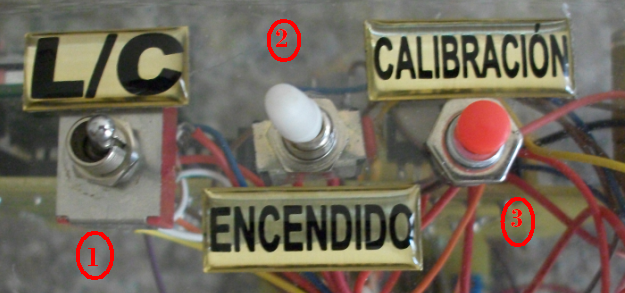 L/C
2
CALIBRACIÓN
1
ENCENDIDO
3